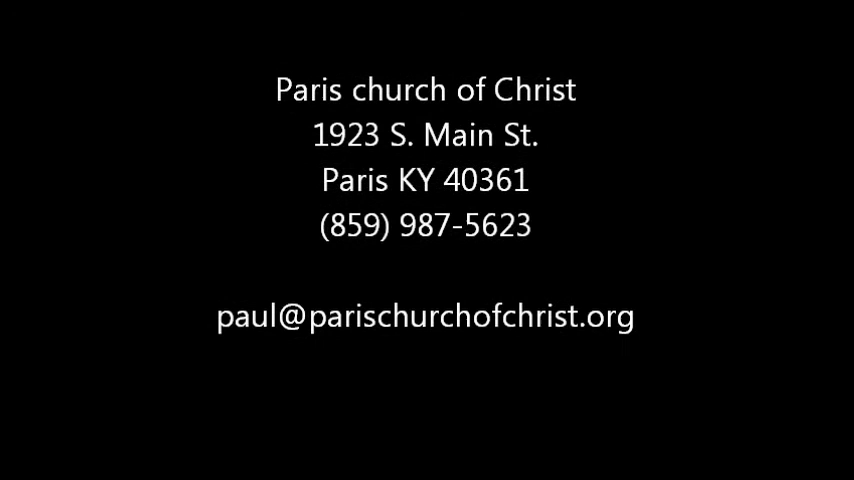 Paris church of Christ
1923 S. Main St.
Paris KY 40361
(859) 987-5623
paul@parischurchofchrist.org